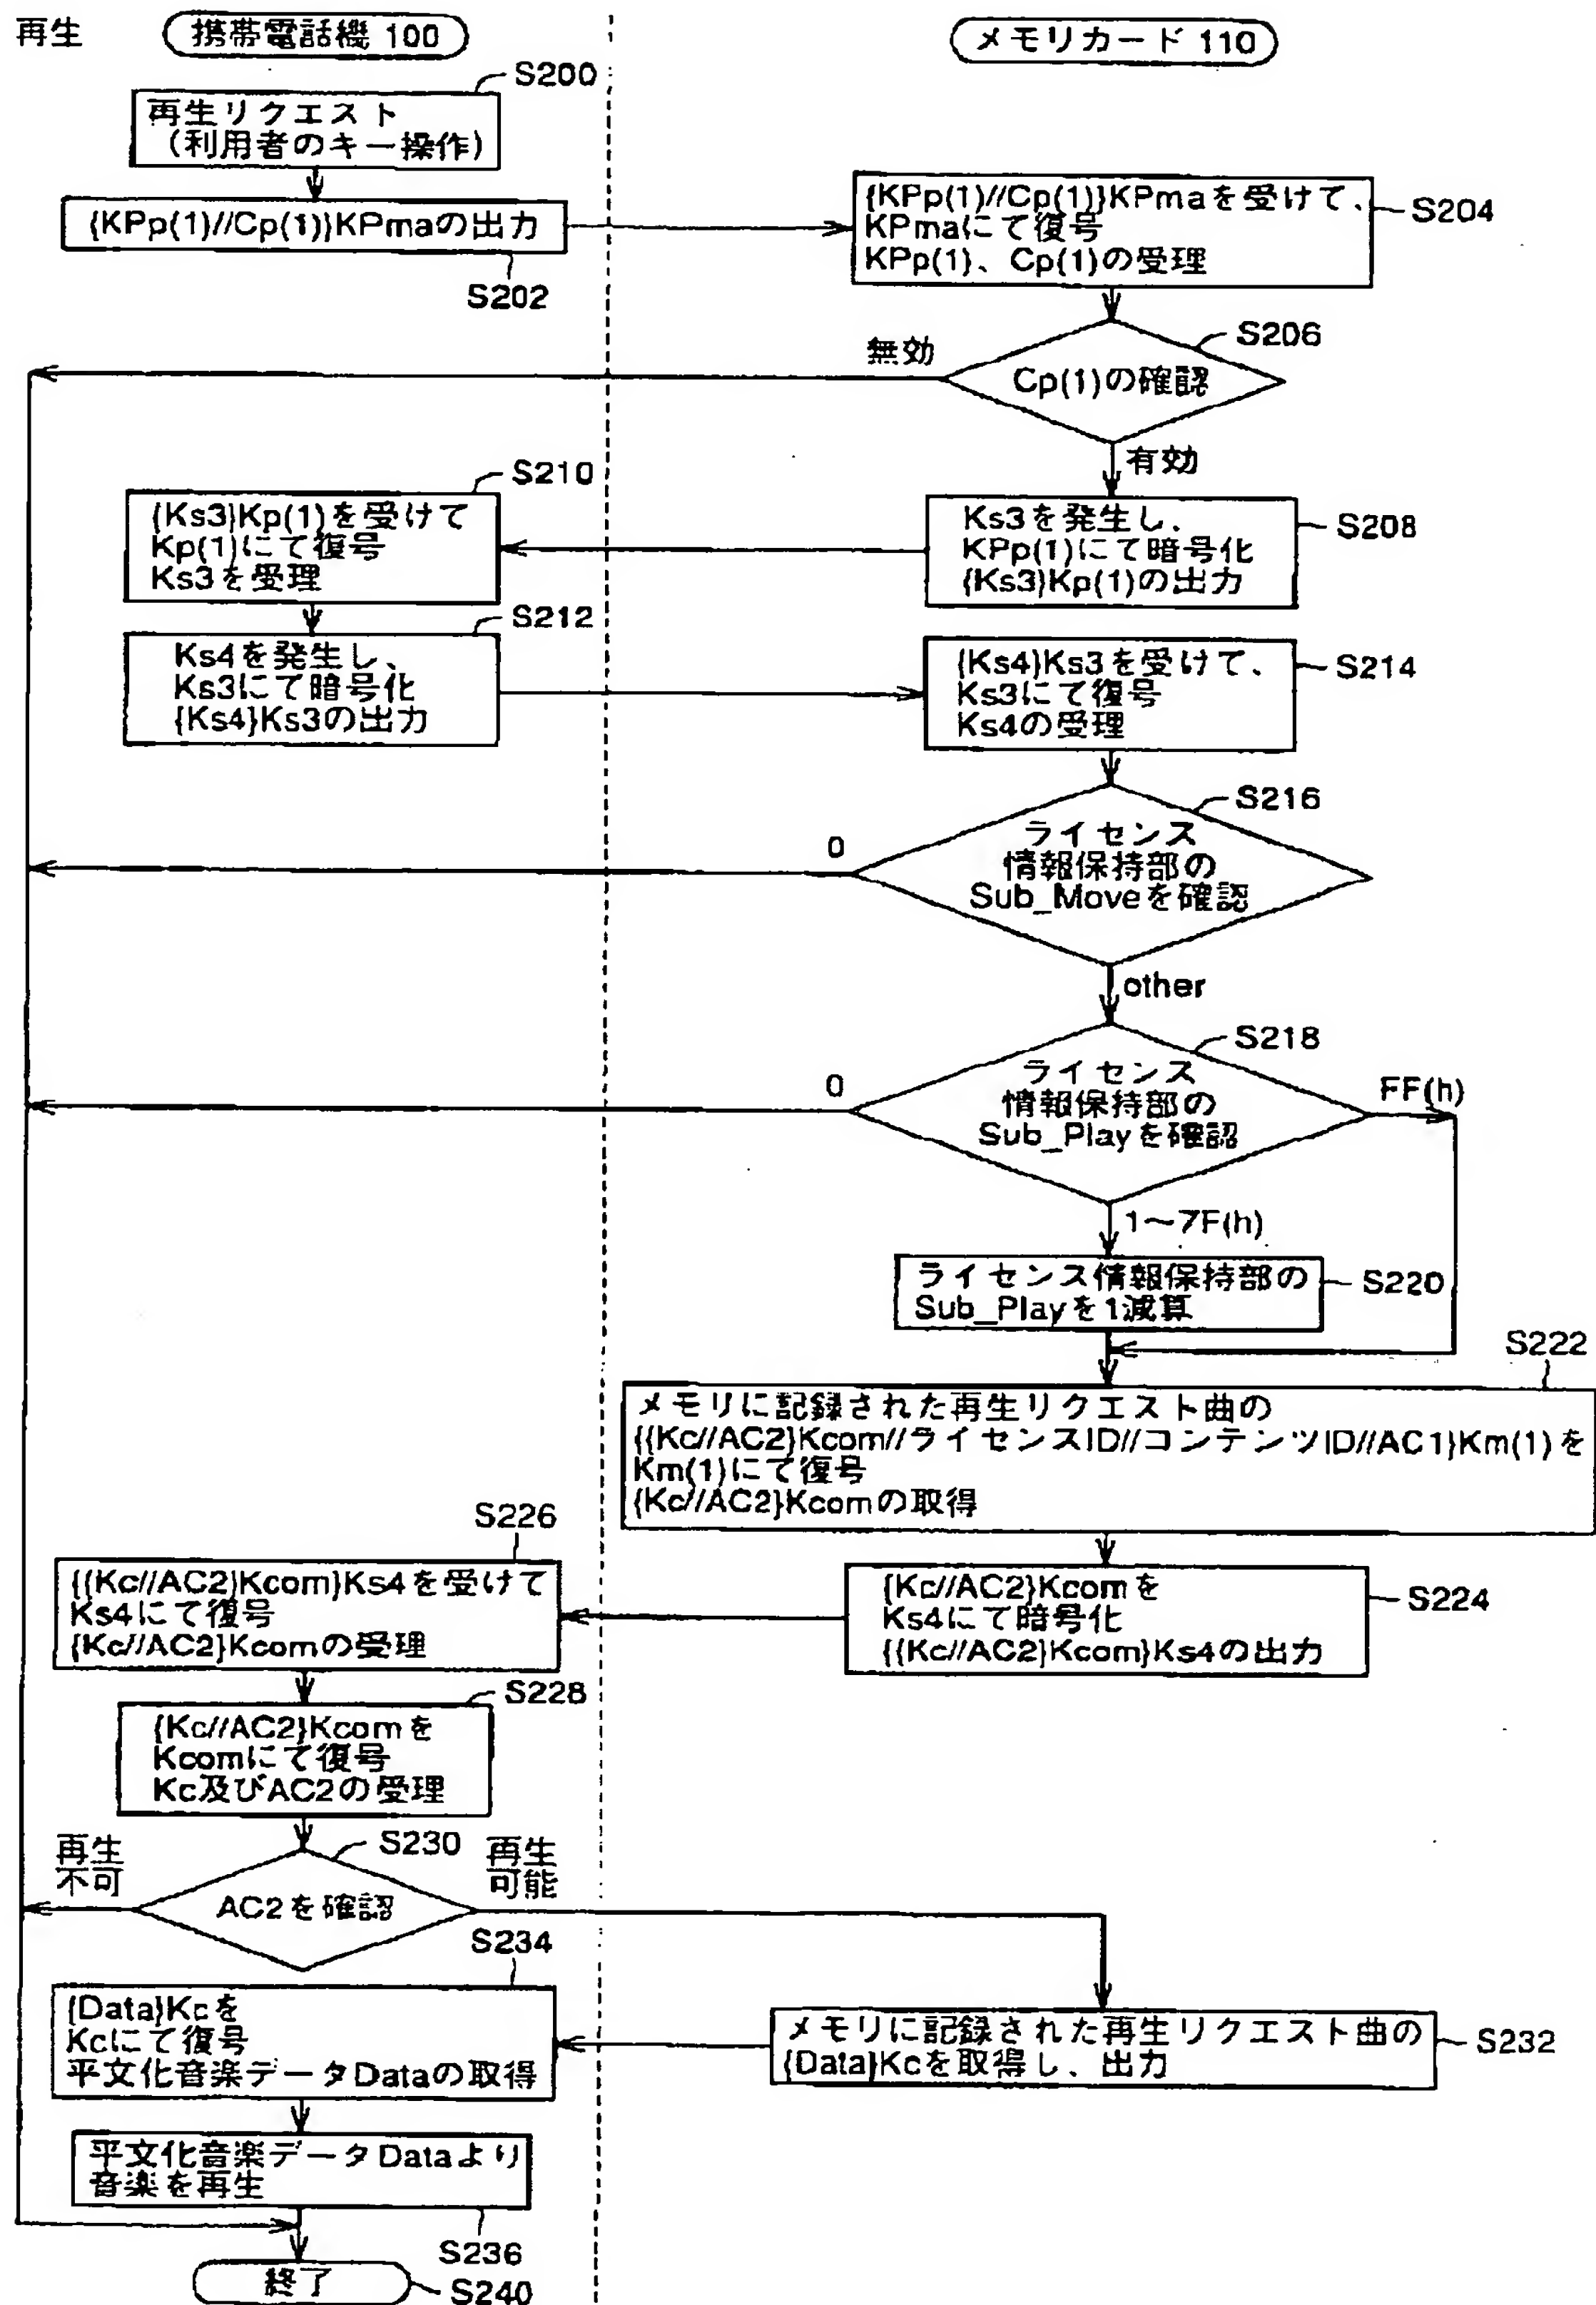 再生
携帯電話機 100
メモリカード 110
S200
再生リクエスト
(利用者のキー操作)
{KPp(1)//Cp(1)}KPmaの出力
S202
{KPp(1)//Cp(1)}KPmaを受けて、
KPmaにて復号
KPp(1)、Cp(1)の受理
S204
S206
無効
Cp(1)の確認
有効
S208
Ks3を発生し、
KPp(1)にて暗号化
{Ks3}Kp(1)の出力
S210
{Ks3}Kp(1)を受けて
Kp(1)にて復号
Ks3を受理
S212
Ks4を発生し、
Ks3にて暗号化
{Ks4}Ks3の出力
{Ks4}Ks3を受けて、
Ks3にて復号
Ks4の受理
S214
S216
0
ライセンス
情報保持部の
Sub_Moveを確認
other
S218
0
ライセンス
情報保持部の
Sub_Playを確認
FF(h)
1〜7F(h)
ライセンス情報保持部の
Sub_Playを1減算
S220
S222
メモリに記録された再生リクエスト曲の
{{Kc//AC2}Kcom//ライセンスID//コンテンツID//AC1}Km(1)を
Km(1)にて復号
{Kc//AC2}Kcomの取得
{Kc//AC2}Kcomを
Ks4にて暗号化
{{Kc//AC2}Kcom}Ks4の出力
S224
S226
{{Kc//AC2}Kcom}Ks4を受けて
Ks4にて復号
{Kc//AC2}Kcomの受理
S228
{Kc//AC2}Kcomを
Kcomにて復号
Kc及びAC2の受理
S230
再生
不可
AC2を確認
再生
可能
メモリに記録された再生リクエスト曲の
{Data}Kcを取得し、出力
S232
S234
{Data}Kcを
Kcにて復号
平文化音楽データDataの取得
平文化音楽データDataより
音楽を再生
S236
終了
S240